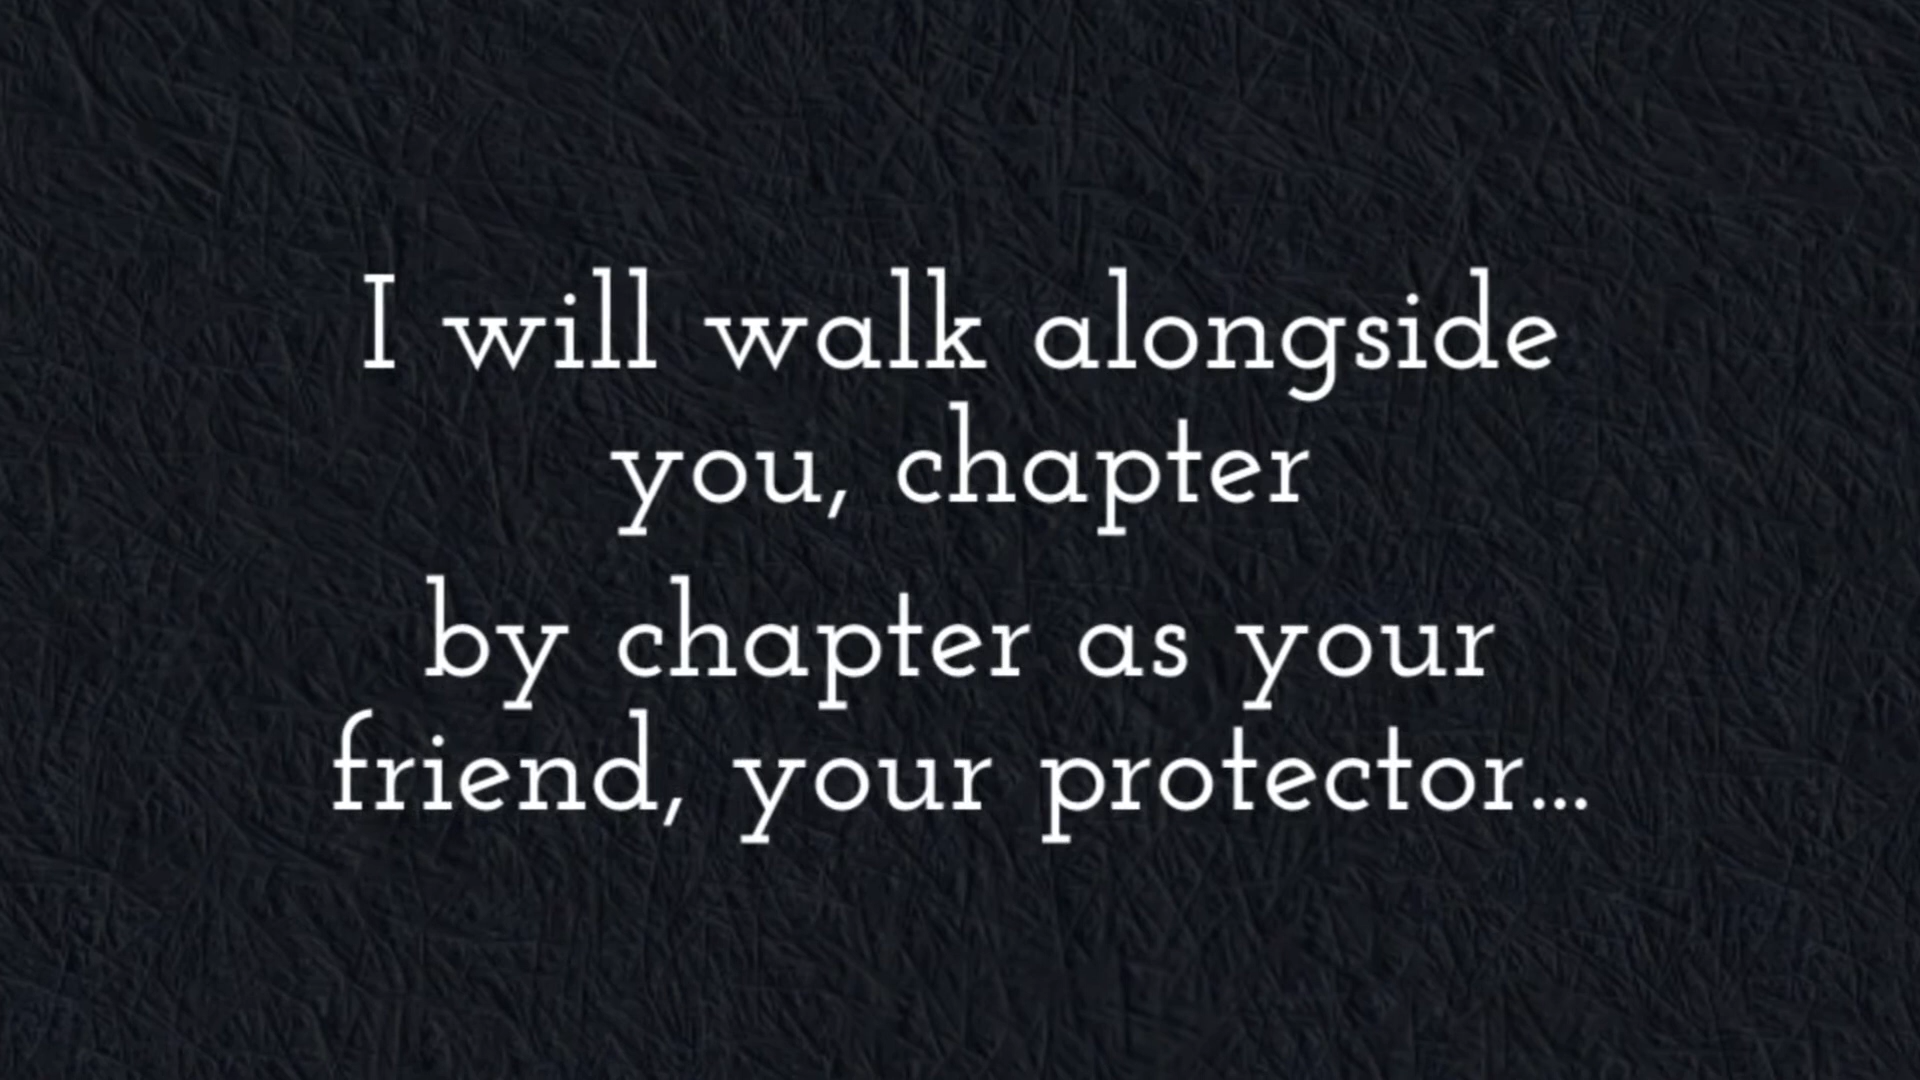 I will walk alongside
you, chapter
by chapter as your
friend, your protector...